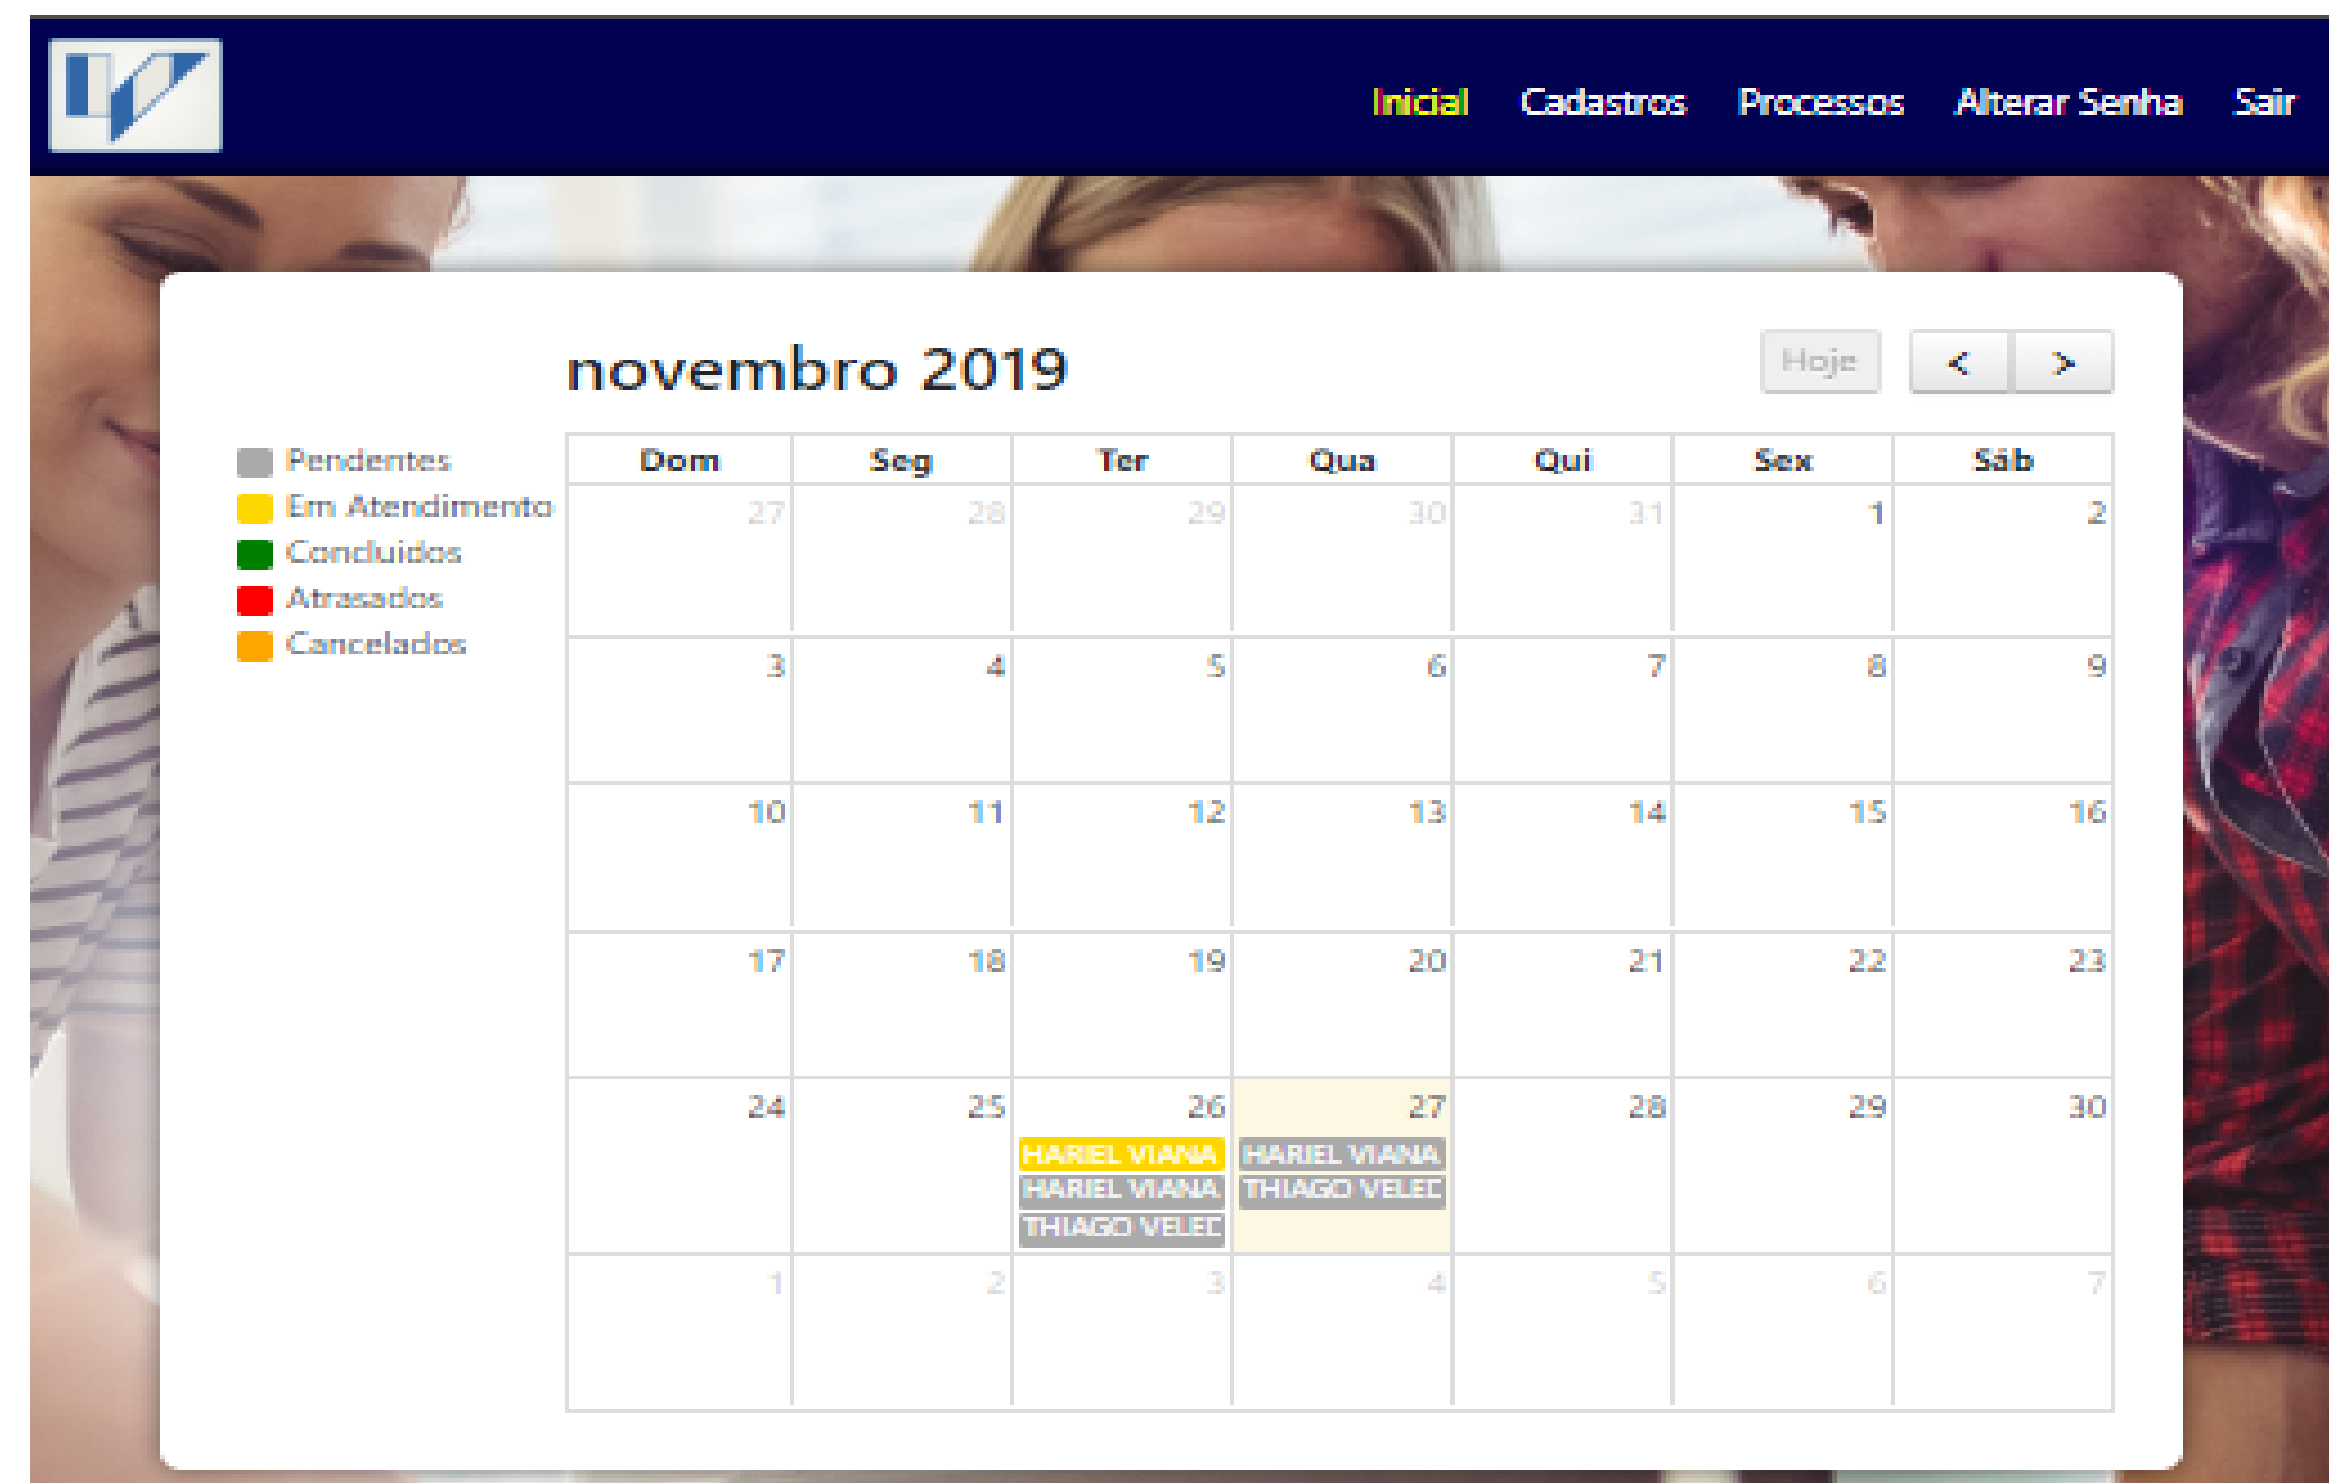 Inicial Cadastros Processos Alterar Senha Sair
novembro 2019
Hoje < >
Pendentes
Em Atendimento
Concluidos
Atrasados
Cancelados
Dom Seg Ter Qua Qui Sex Sáb
27 28 29 30 31 1 2
3 4 5 6 7 8 9
10 11 12 13 14 15 16
17 18 19 20 21 22 23
24 25 26 27 28 29 30
HARIEL VIANA HARIEL VIANA
HARIEL VIANA THIAGO VELED
THIAGO VELED
1 2 3 4 5 6 7